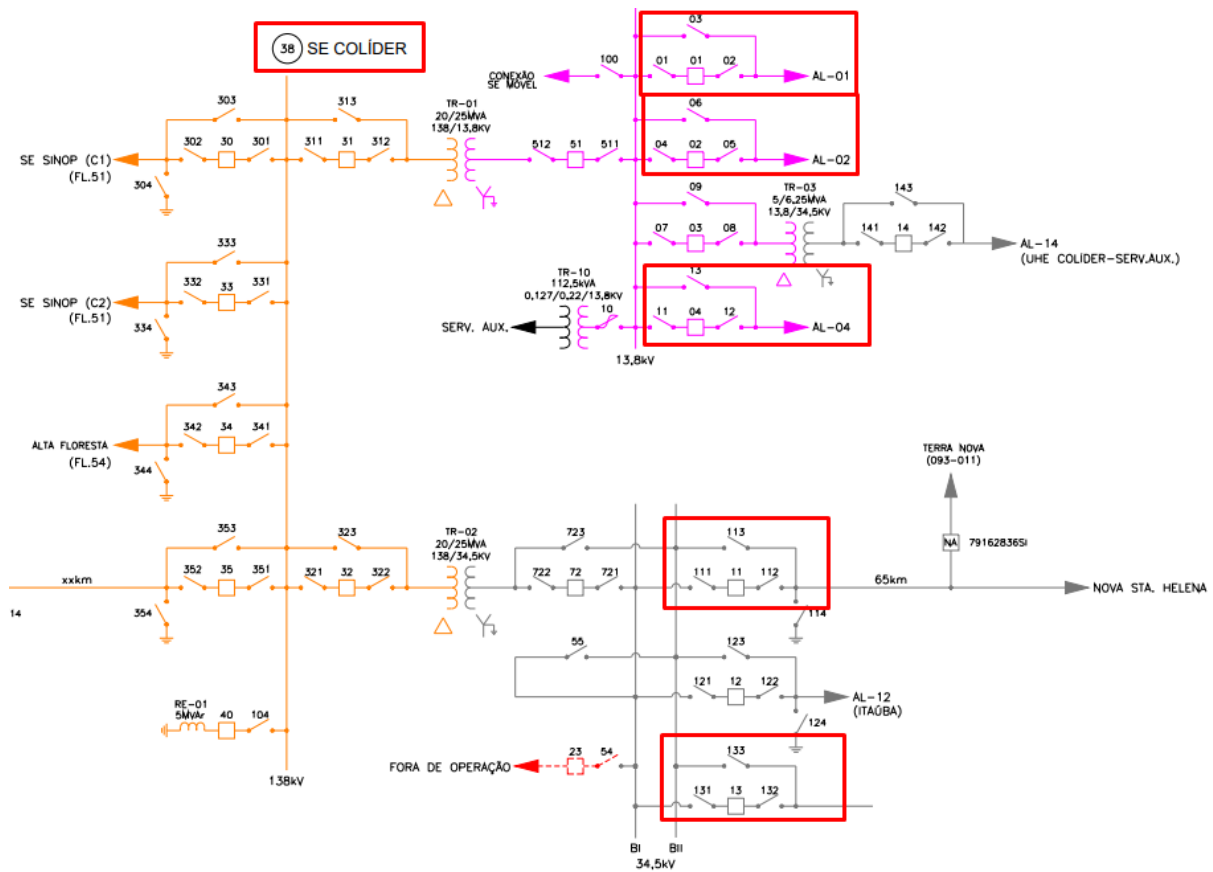 38 SE COLÍDER
03
01 01 02
AL-01
100
CONEXÃO
SE MÓVEL
06
04 02 05
AL-02
303
302 30 301
SE SINOP (C1)
(FL.51)
304
313
311 31 312
TR-01
20/25MVA
138/13,8KV
512 51 511
09
07 03 08
TR-03
5/6,25MVA
13,8/34,5KV
143
141 14 142
AL-14
(UHE COLÍDER-SERV.AUX.)
333
332 33 331
SE SINOP (C2)
(FL.51)
334
TR-10
112,5kVA
0,127/0,22/13,8KV
10
SERV. AUX.
13
11 04 12
AL-04
13,8kV
343
342 34 341
ALTA FLORESTA
(FL.54)
344
TERRA NOVA
(093-011)
NA 79162836SI
353
xxkm
352 35 351
354
14
323
321 32 322
TR-02
20/25MVA
138/34,5KV
723
722 72 721
113
111 11 112
114
65km
NOVA STA. HELENA
55
123
121 12 122
AL-12
(ITAÚBA)
124
RE-01
5MVAr
40 104
138kV
FORA DE OPERAÇÃO
23 54
133
131 13 132
BI BII
34,5kV